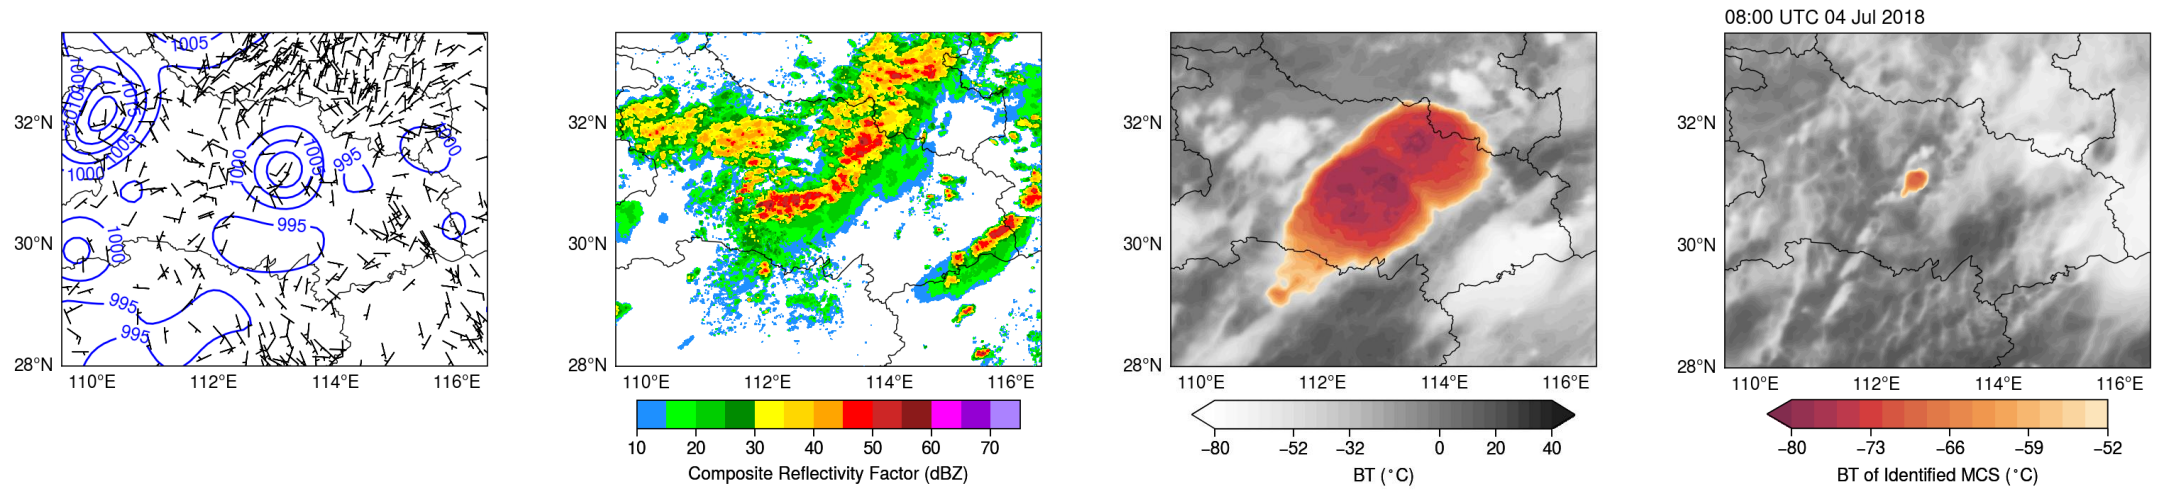 08:00 UTC 04 Jul 2018
1005
1005
1000
1000
1005
995
995
1000
995
995
32°N
30°N
28°N
110°E 112°E 114°E 116°E
32°N
30°N
28°N
110°E 112°E 114°E 116°E
32°N
30°N
28°N
110°E 112°E 114°E 116°E
32°N
30°N
28°N
110°E 112°E 114°E 116°E
10 20 30 40 50 60 70
Composite Reflectivity Factor (dBZ)
−80 −52 −32 0 20 40
BT (°C)
−80 −73 −66 −59 −52
BT of Identified MCS (°C)